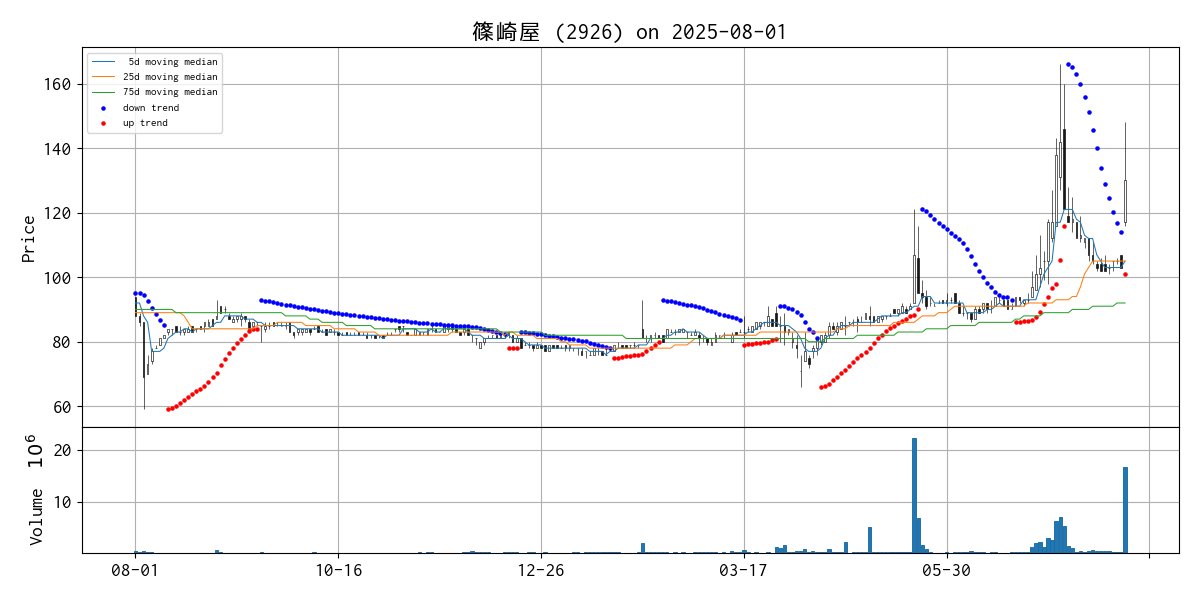 篠崎屋 (2926) on 2025-08-01
5d moving median
25d moving median
75d moving median
down trend
up trend
Price
160
140
120
100
80
60
Volume 10^6
20
10
08-01 10-16 12-26 03-17 05-30